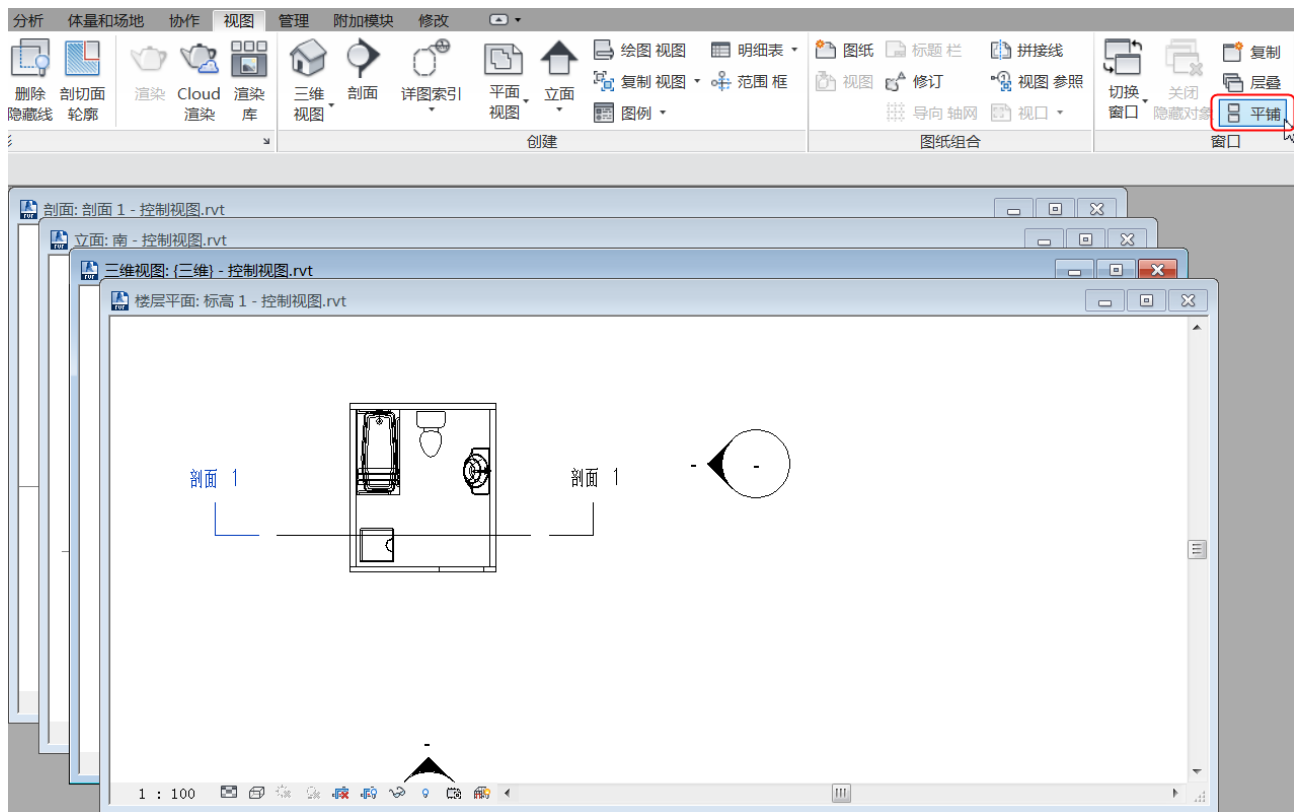 分析 体量和场地 协作 视图 管理 附加模块 修改
删除 隐藏线
剖切面 轮廓
渲染
Cloud 渲染
渲染 库
三维 视图
剖面
详图索引
平面 视图
立面
绘图 视图
复制 视图
图例
明细表
范围 框
创建
图纸
视图
标题 栏
修订
导向 轴网
拼接线
视图 参照
视口
图纸组合
切换 窗口
关闭 隐藏对象
复制
层叠
平铺
窗口
剖面: 剖面 1 - 控制视图.rvt
立面: 南 - 控制视图.rvt
三维视图: {三维} - 控制视图.rvt
楼层平面: 标高 1 - 控制视图.rvt
剖面 1
剖面 1
- -
-
1 : 100